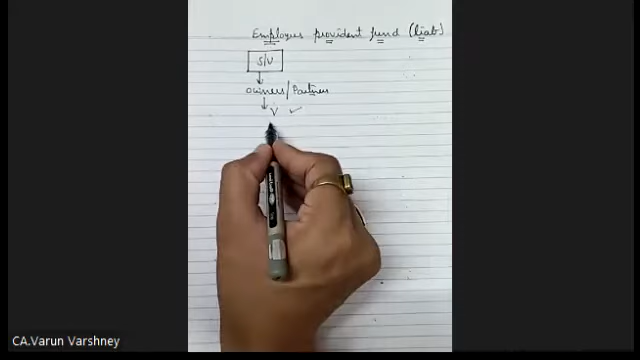 Employees provident fund (liab)
S/V
owners/Partners
V ✓
CA.Varun Varshney